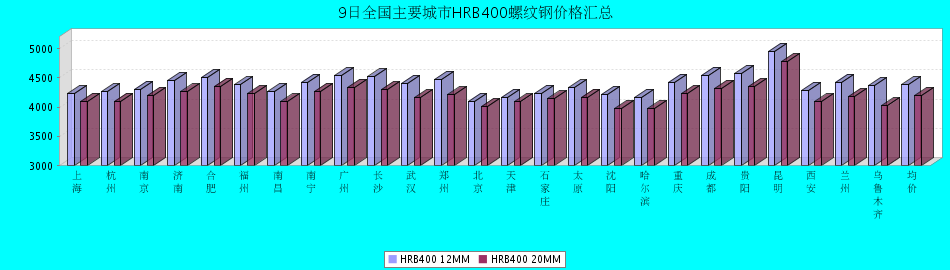 9日全国主要城市HRB400螺纹钢价格汇总
5000
4500
4000
3500
3000
上海
杭州
南京
济南
合肥
福州
南昌
南宁
广州
长沙
武汉
郑州
北京
天津
石家庄
太原
沈阳
哈尔滨
重庆
成都
贵阳
昆明
西安
兰州
乌鲁木齐
均价
HRB400 12MM HRB400 20MM